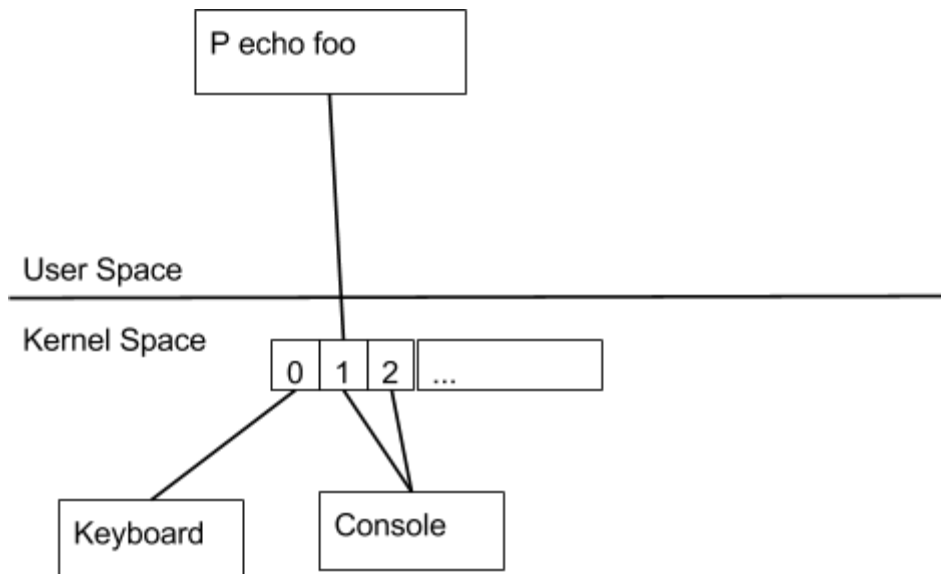 P echo foo
User Space
Kernel Space
0 1 2 ...
Keyboard
Console